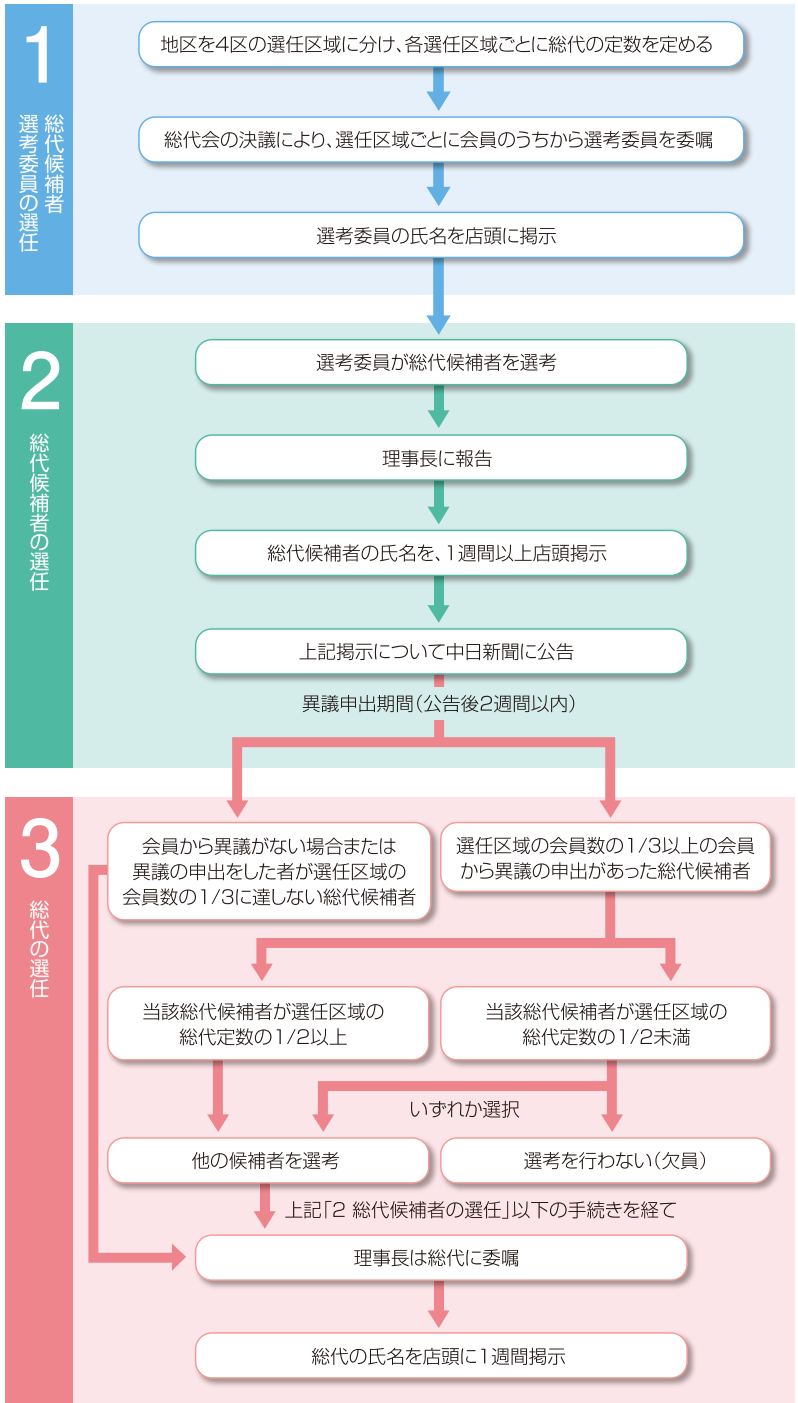 1
総代候補者
選考委員の選任
地区を4区の選任区域に分け、各選任区域ごとに総代の定数を定める
総代会の決議により、選任区域ごとに会員のうちから選考委員を委嘱
選考委員の氏名を店頭に掲示
2
総代候補者の選任
選考委員が総代候補者を選考
理事長に報告
総代候補者の氏名を、1週間以上店頭掲示
上記掲示について中日新聞に公告
異議申出期間（公告後2週間以内）
3
総代の選任
会員から異議がない場合または
異議の申出をした者が選任区域の
会員数の1/3に達しない総代候補者
選任区域の会員数の1/3以上の会員
から異議の申出があった総代候補者
当該総代候補者が選任区域の
総代定数の1/2以上
当該総代候補者が選任区域の
総代定数の1/2未満
いずれか選択
他の候補者を選考
選考を行わない（欠員）
上記「2 総代候補者の選任」以下の手続きを経て
理事長は総代に委嘱
総代の氏名を店頭に1週間掲示